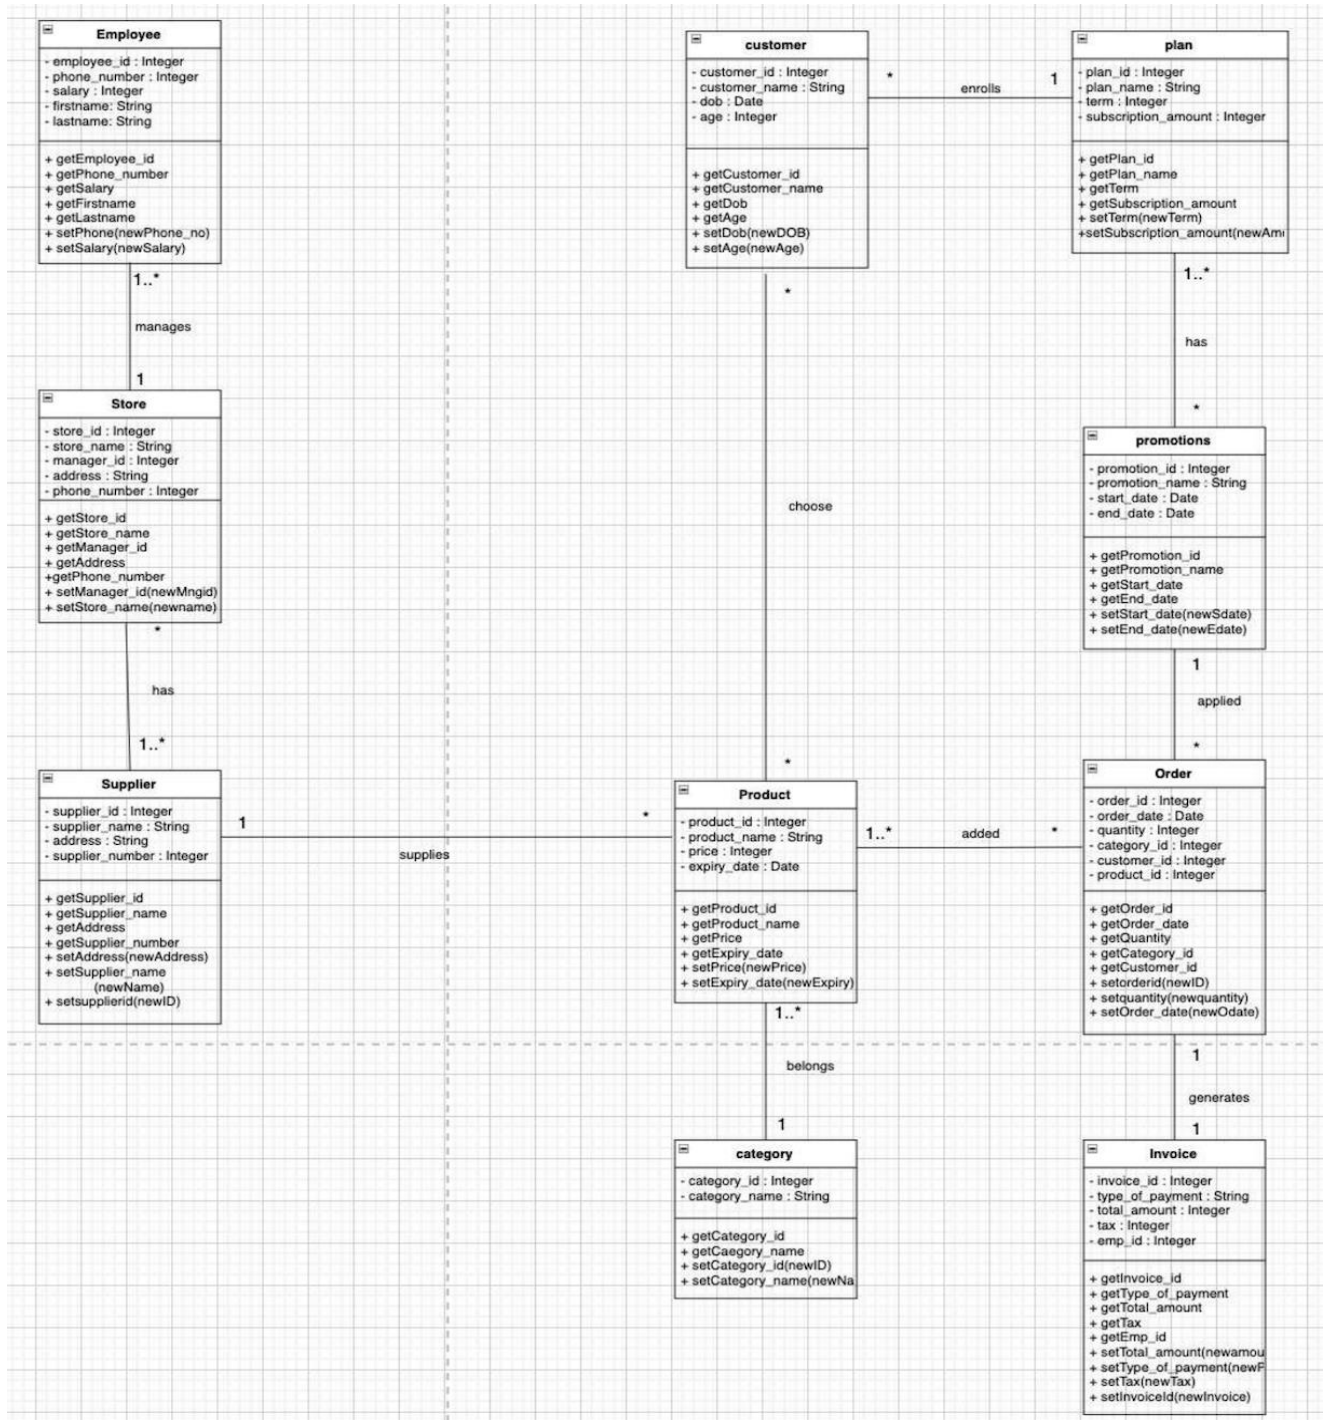 Employee
- employee_id : Integer
- phone_number : Integer
- salary : Integer
- firstname: String
- lastname: String
+ getEmployee_id
+ getPhone_number
+ getSalary
+ getFirstname
+ getLastname
+ setPhone(newPhone_no)
+ setSalary(newSalary)
1..*
manages
1
Store
- store_id : Integer
- store_name : String
- manager_id : Integer
- address : String
- phone_number : Integer
+ getStore_id
+ getStore_name
+ getManager_id
+ getAddress
+getPhone_number
+ setManager_id(newMngid)
+ setStore_name(newname)
*
has
1..*
Supplier
- supplier_id : Integer
- supplier_name : String
- address : String
- supplier_number : Integer
+ getSupplier_id
+ getSupplier_name
+ getAddress
+ getSupplier_number
+ setAddress(newAddress)
+ setSupplier_name
(newName)
+ setsupplierid(newID)
1
supplies
*
customer
- customer_id : Integer
- customer_name : String
- dob : Date
- age : Integer
+ getCustomer_id
+ getCustomer_name
+ getDob
+ getAge
+ setDob(newDOB)
+ setAge(newAge)
*
enrolls
1
*
choose
*
Product
- product_id : Integer
- product_name : String
- price : Integer
- expiry_date : Date
+ getProduct_id
+ getProduct_name
+ getPrice
+ getExpiry_date
+ setPrice(newPrice)
+ setExpiry_date(newExpiry)
1..*
added
*
1..*
belongs
1
category
- category_id : Integer
- category_name : String
+ getCategory_id
+ getCaegory_name
+ setCategory_id(newID)
+ setCategory_name(newNa
plan
- plan_id : Integer
- plan_name : String
- term : Integer
- subscription_amount : Integer
+ getPlan_id
+ getPlan_name
+ getTerm
+ getSubscription_amount
+ setTerm(newTerm)
+setSubscription_amount(newAm
1..*
has
*
promotions
- promotion_id : Integer
- promotion_name : String
- start_date : Date
- end_date : Date
+ getPromotion_id
+ getPromotion_name
+ getStart_date
+ getEnd_date
+ setStart_date(newSdate)
+ setEnd_date(newEdate)
1
applied
*
Order
- order_id : Integer
- order_date : Date
- quantity : Integer
- category_id : Integer
- customer_id : Integer
- product_id : Integer
+ getOrder_id
+ getOrder_date
+ getQuantity
+ getCategory_id
+ getCustomer_id
+ setorderid(newID)
+ setquantity(newquantity)
+ setOrder_date(newOdate)
1
generates
1
Invoice
- invoice_id : Integer
- type_of_payment : String
- total_amount : Integer
- tax : Integer
- emp_id : Integer
+ getInvoice_id
+ getType_of_payment
+ getTotal_amount
+ getTax
+ getEmp_id
+ setTotal_amount(newamou
+ setType_of_payment(newF
+ setTax(newTax)
+ setInvoiceId(newInvoice)